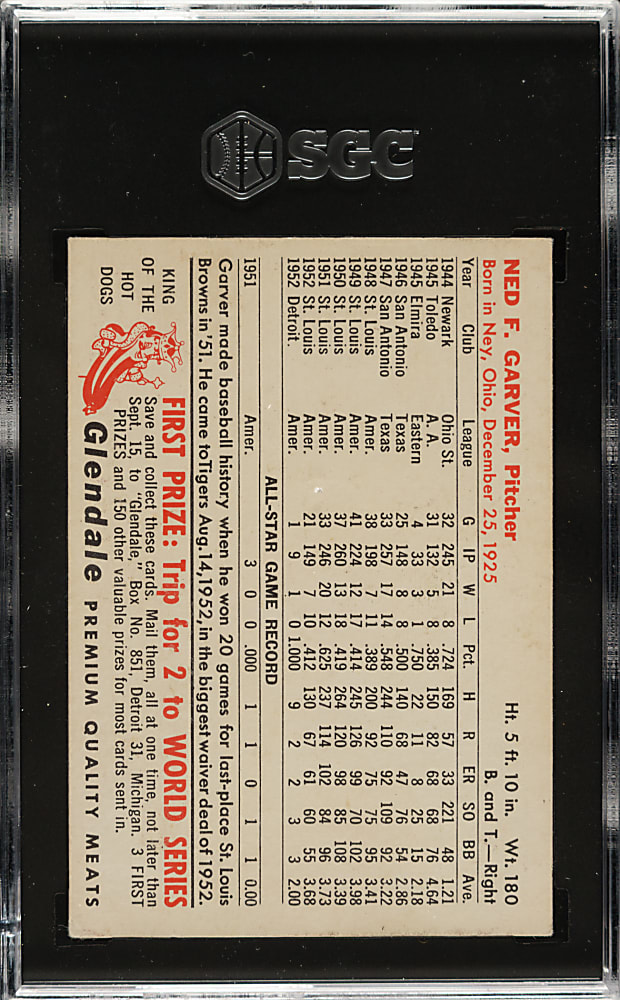 SGC
NED F. GARVER, Pitcher Ht. 5 ft. 10 in. Wt. 180
Born in Ney, Ohio, December 25, 1925 B. and T.—Right
Year Club League G IP W L Pct. H R ER SO BB Ave.
1944 Newark Ohio St. 32 245 21 8 .724 169 57 33 221 48 1.21
1945 Toledo A. A. 31 132 5 8 .385 150 82 68 68 76 4.64
1945 Elmira Eastern 4 33 3 1 .750 22 11 8 25 15 2.18
1946 San Antonio Texas 25 148 8 8 .500 140 68 47 76 54 2.86
1947 San Antonio Texas 33 257 17 14 .548 244 110 92 109 92 3.22
1948 St. Louis Amer. 38 198 7 11 .389 200 92 75 75 95 3.41
1949 St. Louis Amer. 41 224 12 17 .414 245 126 99 70 102 3.98
1950 St. Louis Amer. 37 260 13 18 .419 264 120 98 85 108 3.39
1951 St. Louis Amer. 33 246 20 12 .625 237 114 102 84 96 3.73
1952 St. Louis Amer. 21 149 7 10 .412 130 67 61 60 55 3.68
1952 Detroit Amer. 1 9 1 0 1.000 9 2 2 3 3 2.00
ALL-STAR GAME RECORD
1951 Amer. 3 0 0 .000 1 1 0 1 1 0.00
Garver made baseball history when he won 20 games for last-place St. Louis
Browns in '51. He came to Tigers Aug. 14, 1952, in the biggest waiver deal of 1952.
KING
OF THE
HOT
DOGS
FIRST PRIZE: Trip for 2 to WORLD SERIES
Save and collect these cards. Mail them, all at one time, not later than
Sept. 15, to "Glendale," Box No. 851, Detroit 31, Michigan. 3 FIRST
PRIZES and 150 other valuable prizes for most cards sent in.
Glendale PREMIUM QUALITY MEATS